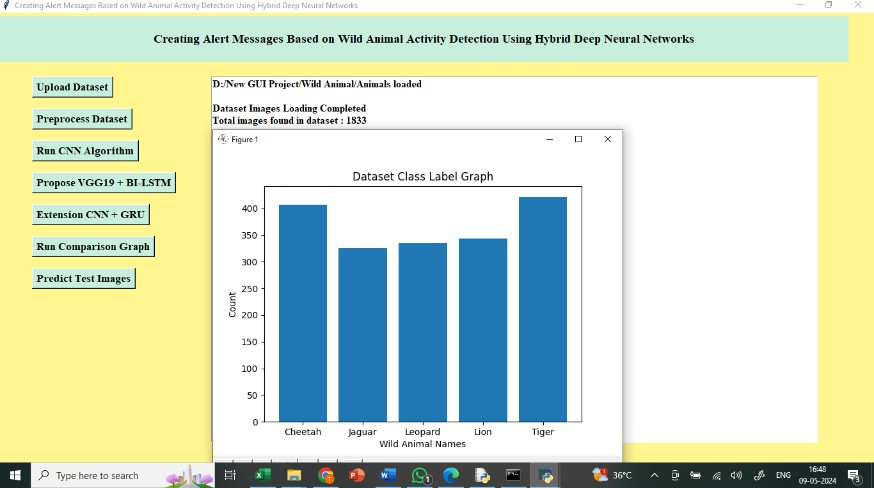 Creating Alert Messages Based on Wild Animal Activity Detection Using Hybrid Deep Neural Networks
Creating Alert Messages Based on Wild Animal Activity Detection Using Hybrid Deep Neural Networks
Upload Dataset
Preprocess Dataset
Run CNN Algorithm
Propose VGG19 + BI-LSTM
Extension CNN + GRU
Run Comparison Graph
Predict Test Images
D:/New GUI Project/Wild Animal/Animals loaded
Dataset Images Loading Completed
Total images found in dataset : 1833
Figure 1
Dataset Class Label Graph
400
350
300
250
200
150
100
50
0
Count
Cheetah Jaguar Leopard Lion Tiger
Wild Animal Names
Type here to search
1
36°C
ENG
16:48
09-05-2024
3